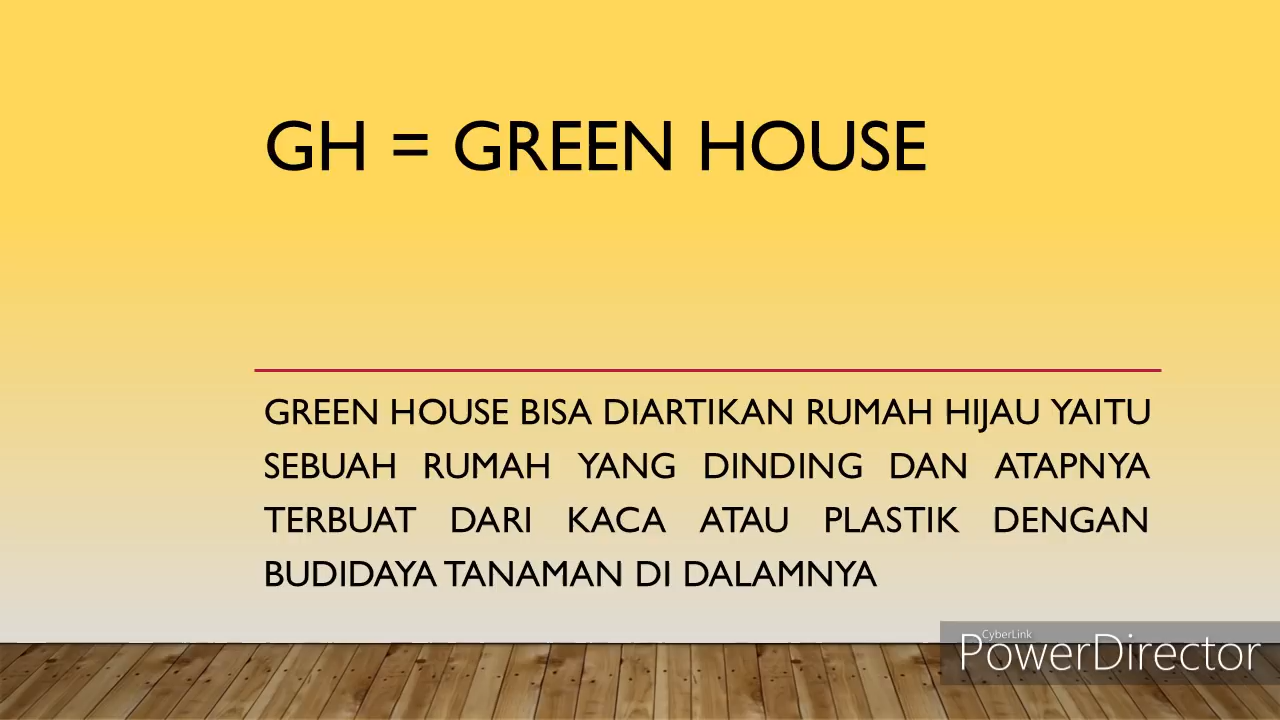 GH = GREEN HOUSE
GREEN HOUSE BISA DIARTIKAN RUMAH HIJAU YAITU
SEBUAH RUMAH YANG DINDING DAN ATAPNYA
TERBUAT DARI KACA ATAU PLASTIK DENGAN
BUDIDAYA TANAMAN DI DALAMNYA
CyberLink
PowerDirector